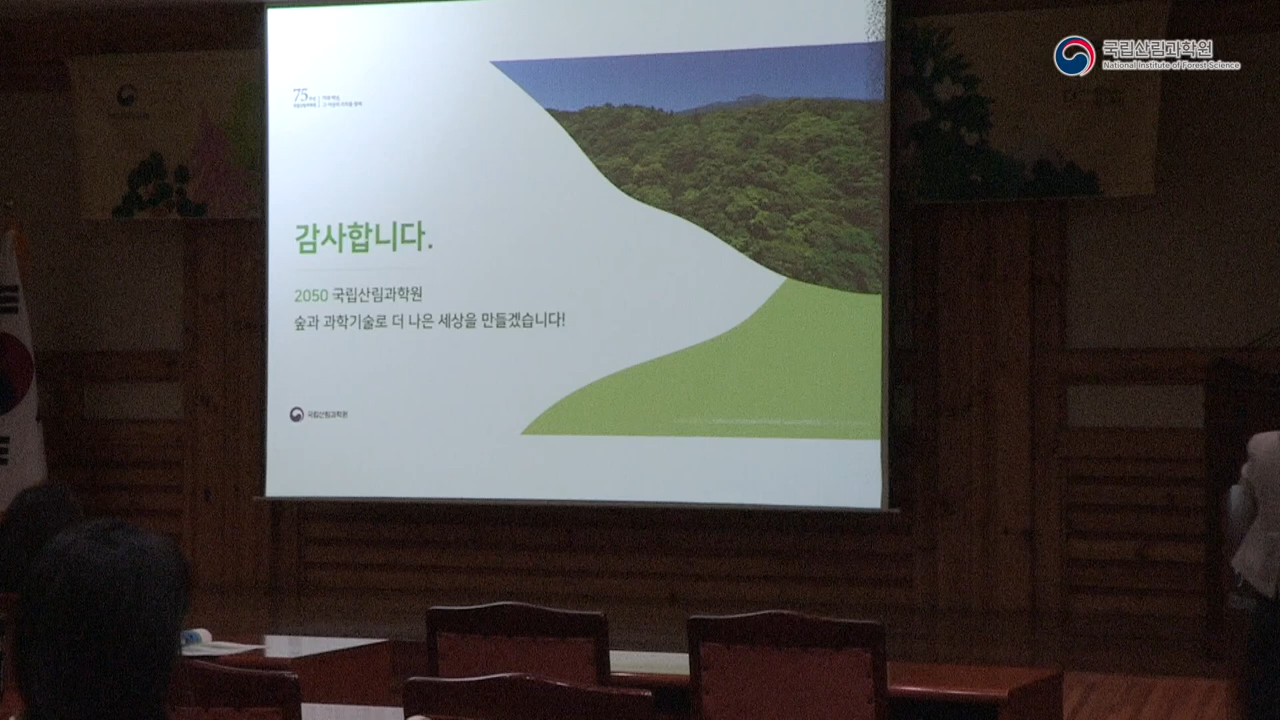 국립산림과학원
National Institute of Forest Science
75
감사합니다.
2050 국립산림과학원
숲과 과학기술로 더 나은 세상을 만들겠습니다!
국립산림과학원